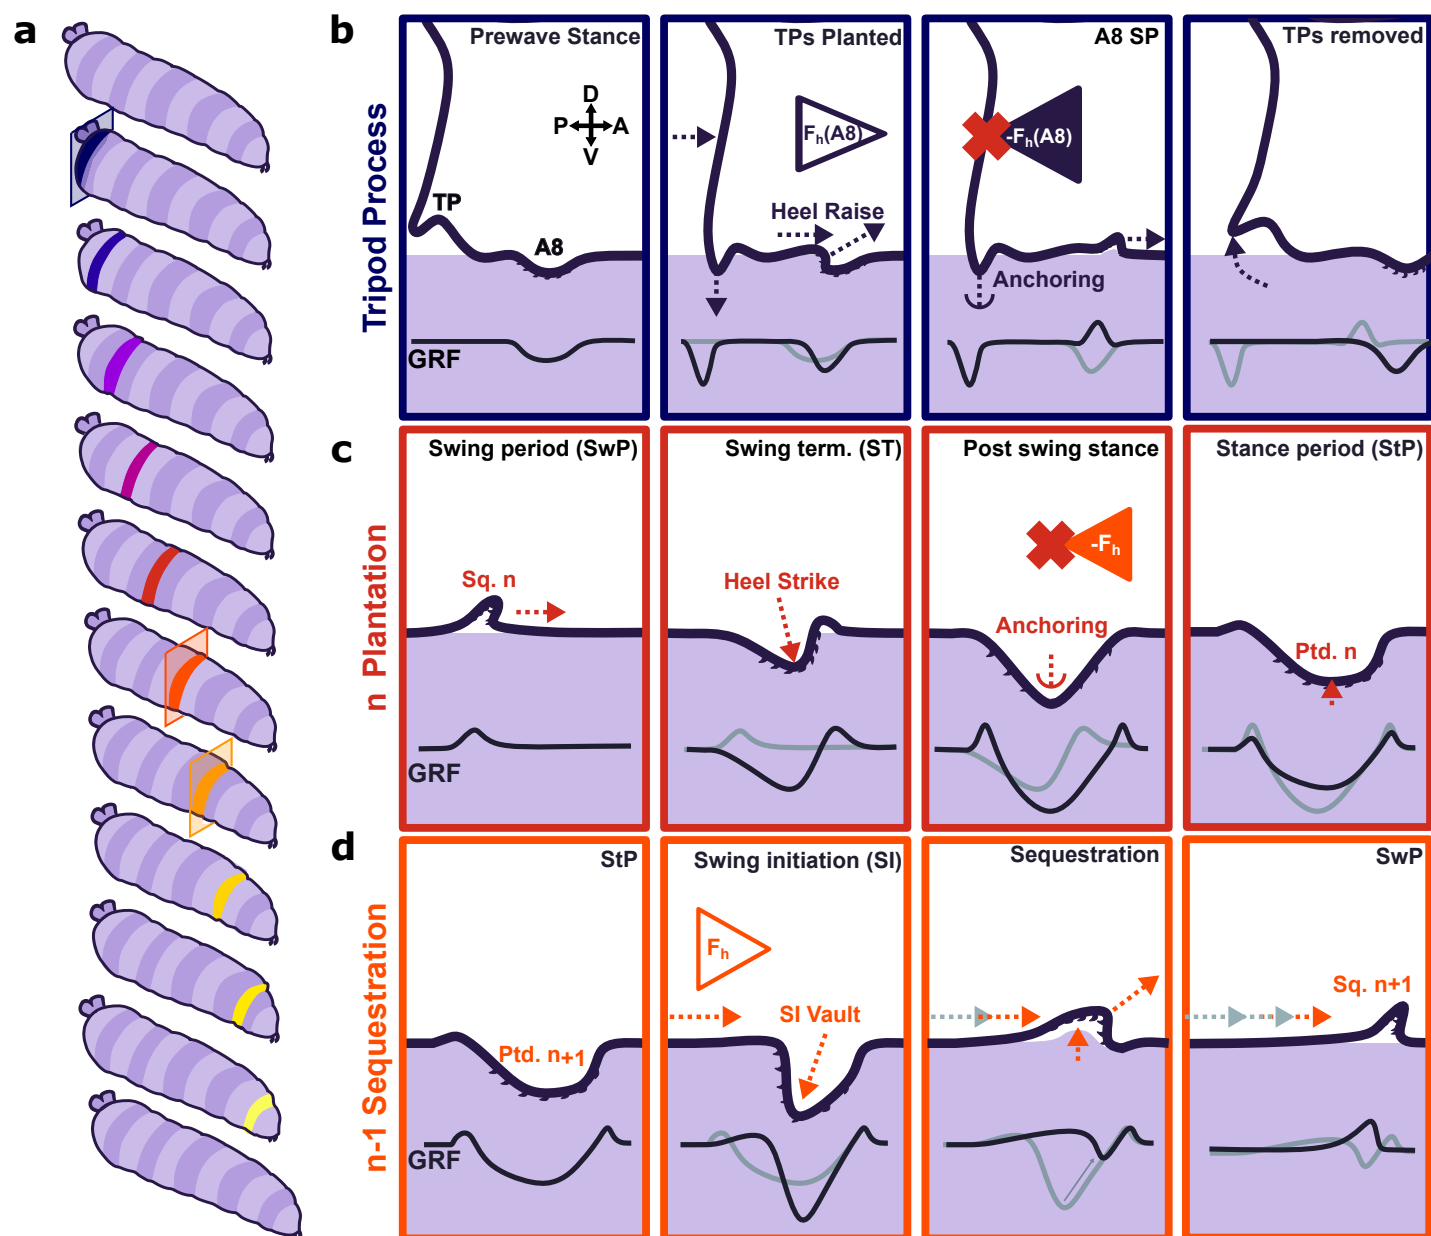 a
b
Tripod Process
Prewave Stance
D
P A
V
TP
A8
GRF
TPs Planted
Fh(A8)
Heel Raise
A8 SP
-Fh(A8)
Anchoring
TPs removed
c
n Plantation
Swing period (SwP)
Sq. n
GRF
Swing term. (ST)
Heel Strike
Post swing stance
-Fh
Anchoring
Stance period (StP)
Ptd. n
d
n-1 Sequestration
StP
Ptd. n+1
GRF
Swing initiation (SI)
Fh
SI Vault
Sequestration
SwP
Sq. n+1